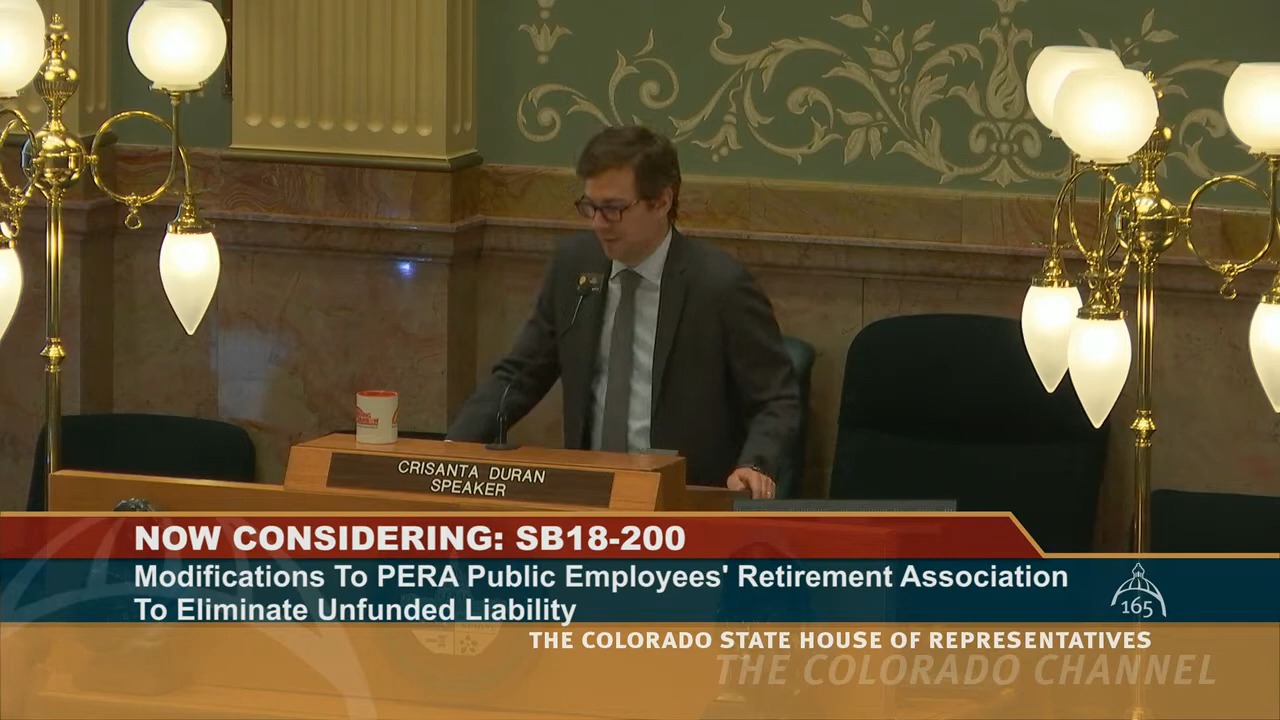 CRISANTA DURAN
SPEAKER
NOW CONSIDERING: SB18-200
Modifications To PERA Public Employees' Retirement Association
To Eliminate Unfunded Liability
165
THE COLORADO STATE HOUSE OF REPRESENTATIVES
THE COLORADO CHANNEL